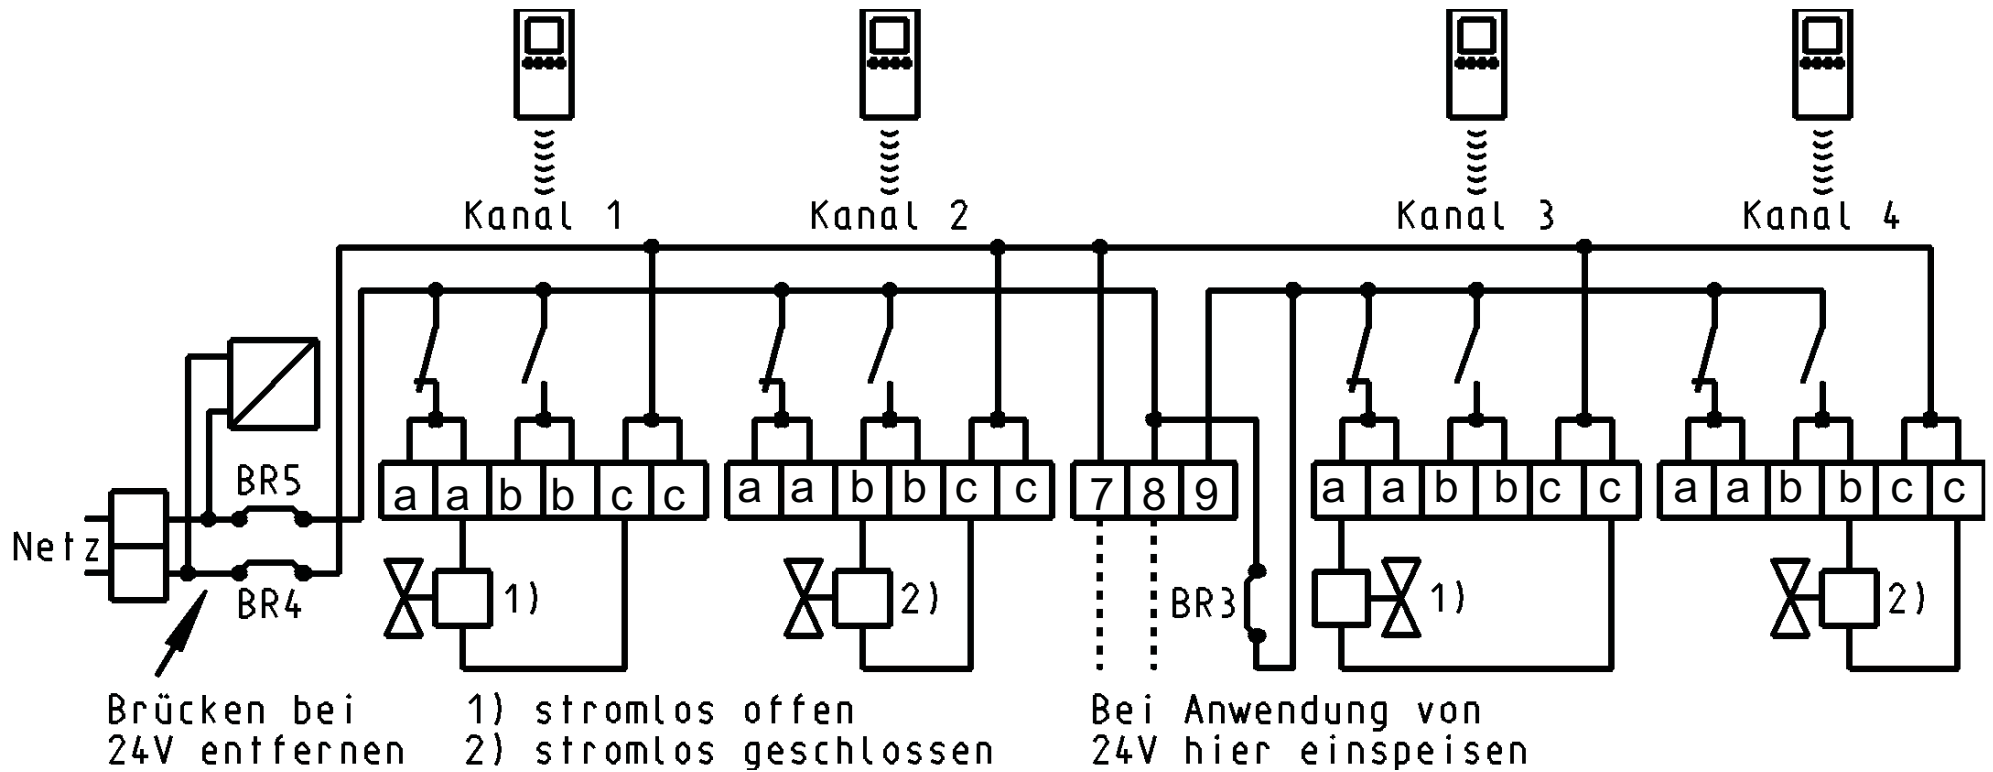 Kanal 1
Kanal 2
Kanal 3
Kanal 4
BR5
a a b b c c
a a b b c c
7 8 9
a a b b c c
a a b b c c
Netz
BR4
1)
2)
BR3
1)
2)
Brücken bei
24V entfernen
1) stromlos offen
2) stromlos geschlossen
Bei Anwendung von
24V hier einspeisen